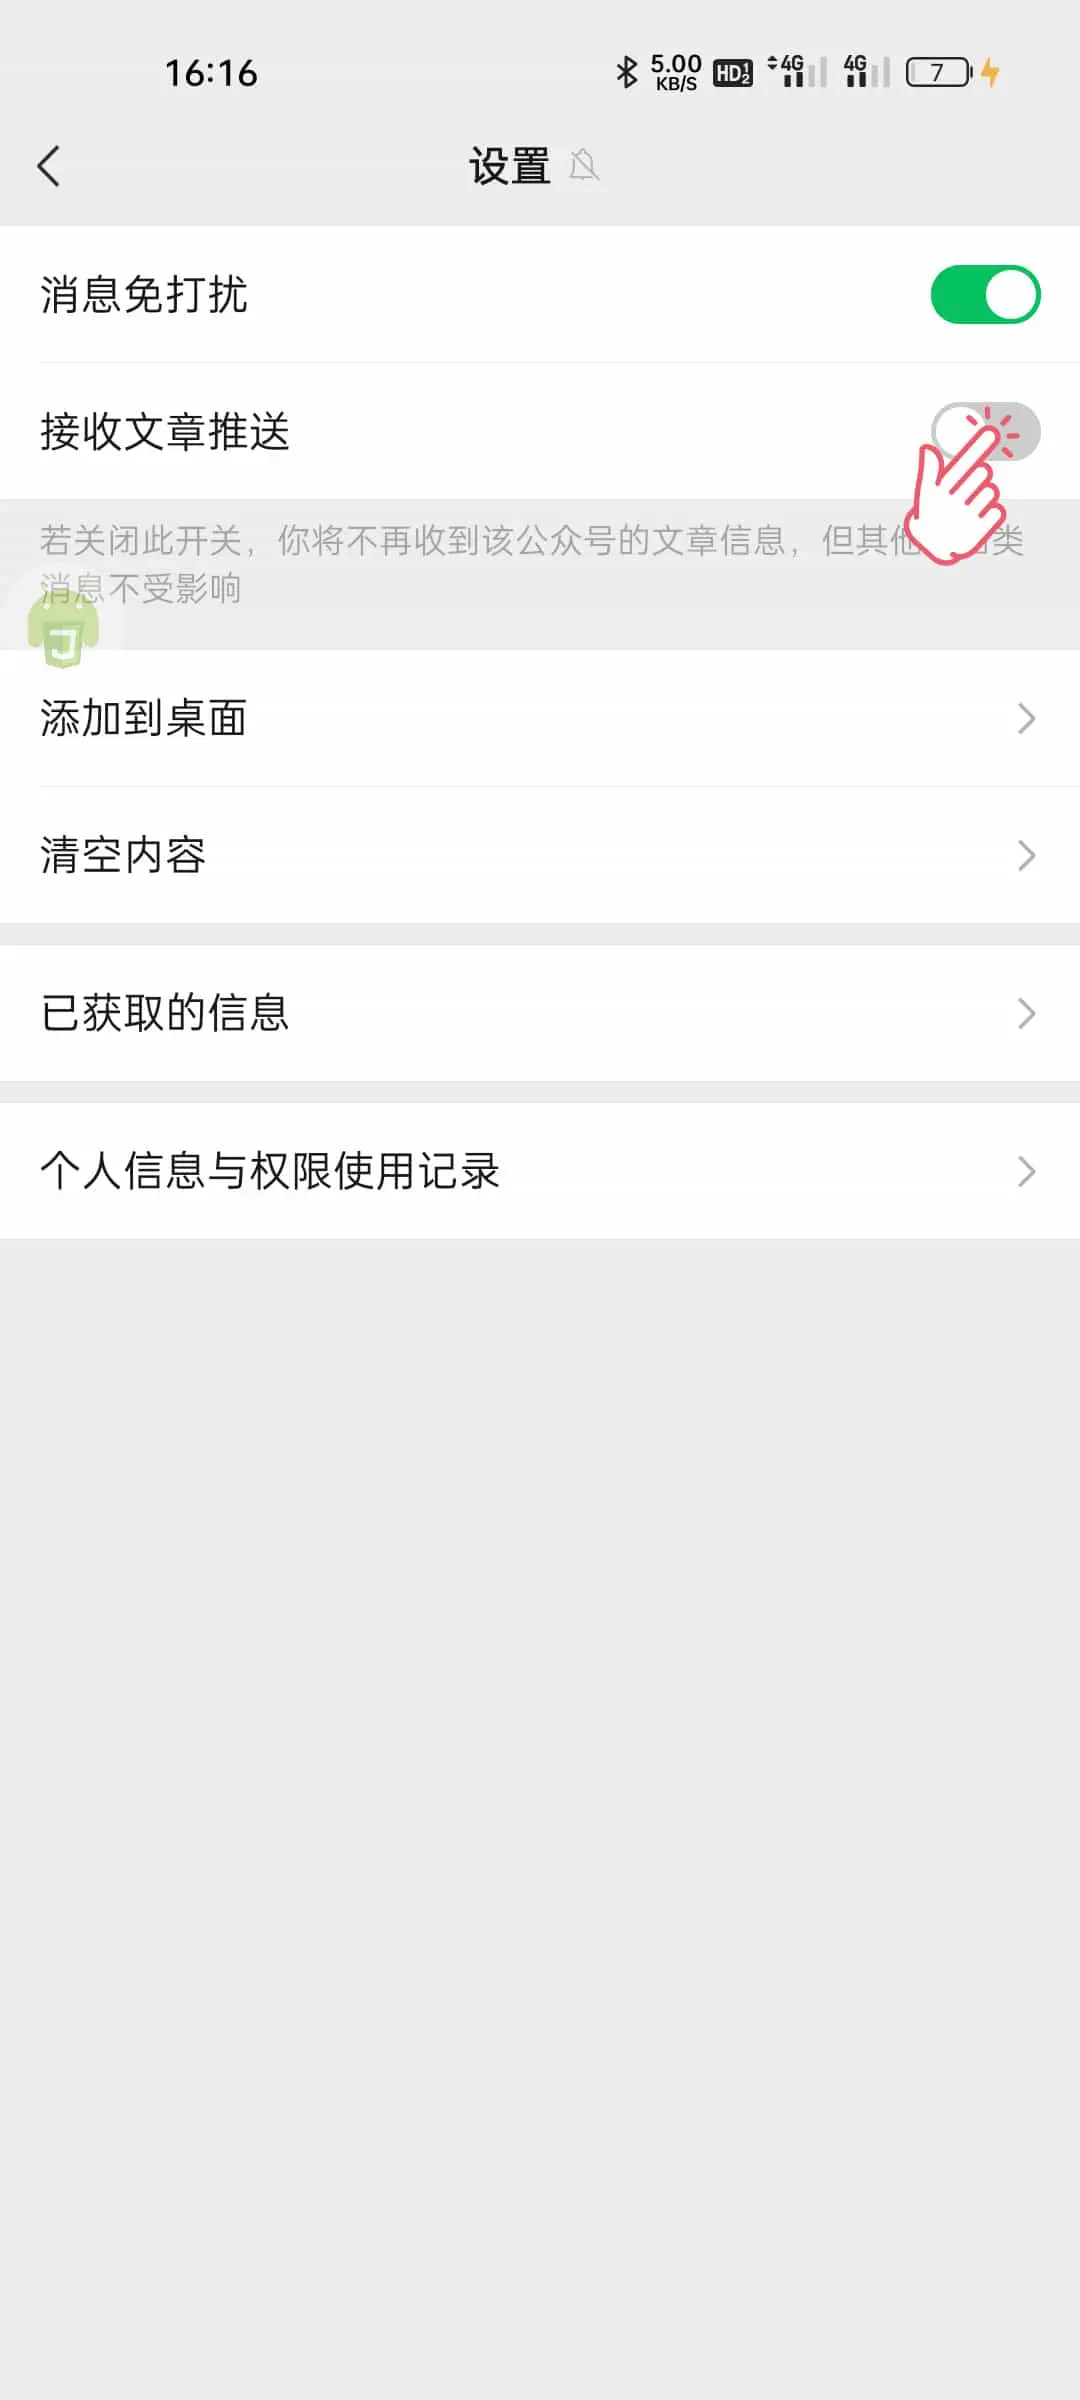 16:16 5.00 KB/S HD 1 2 4G 4G 7
设置
消息免打扰
接收文章推送
若关闭此开关，你将不再收到该公众号的文章信息，但其他 类
消息不受影响
J
添加到桌面
清空内容
已获取的信息
个人信息与权限使用记录